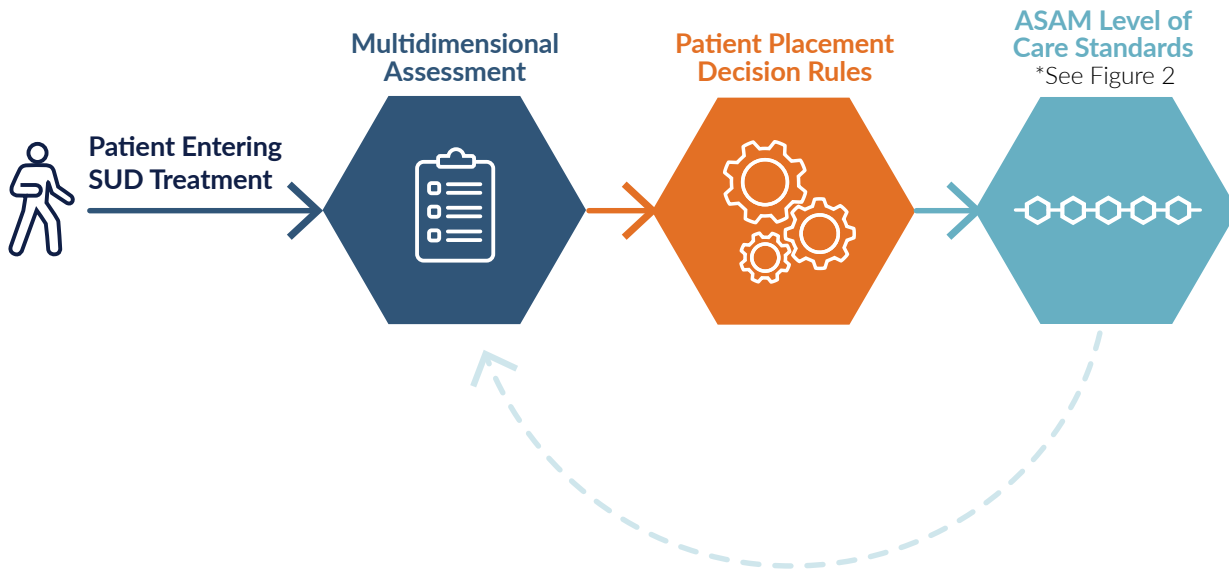 Patient Entering
SUD Treatment
Multidimensional
Assessment
Patient Placement
Decision Rules
ASAM Level of
Care Standards
*See Figure 2